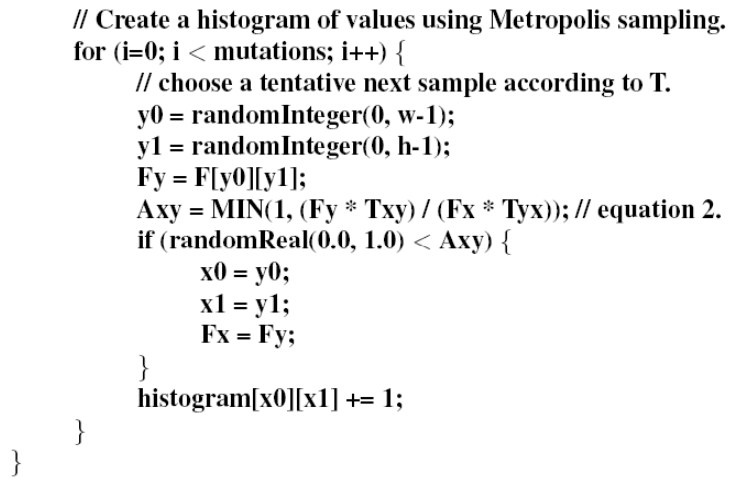 // Create a histogram of values using Metropolis sampling.
for (i=0; i < mutations; i++) {
// choose a tentative next sample according to T.
y0 = randomInteger(0, w-1);
y1 = randomInteger(0, h-1);
Fy = F[y0][y1];
Axy = MIN(1, (Fy * Txy) / (Fx * Tyx)); // equation 2.
if (randomReal(0.0, 1.0) < Axy) {
x0 = y0;
x1 = y1;
Fx = Fy;
}
histogram[x0][x1] += 1;
}
}